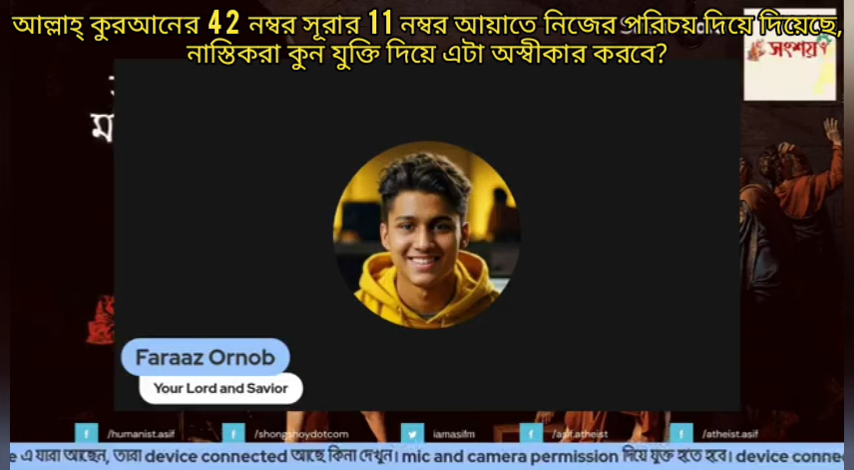 আল্লাহ্ কুরআনের 42 নম্বর সূরার 11 নম্বর আয়াতে নিজের পরিচয় দিয়ে দিয়েছে,
নাস্তিকরা কুন যুক্তি দিয়ে এটা অস্বীকার করবে?
সংশয়
Faraaz Ornob
Your Lord and Savior
/humanist.asif /shongshoydotcom iamasifm /asif.atheist /atheist.asif
e এ যারা আছেন, তারা device connected আছে কিনা দেখুন। mic and camera permission দিয়ে যুক্ত হতে হবে। device conne